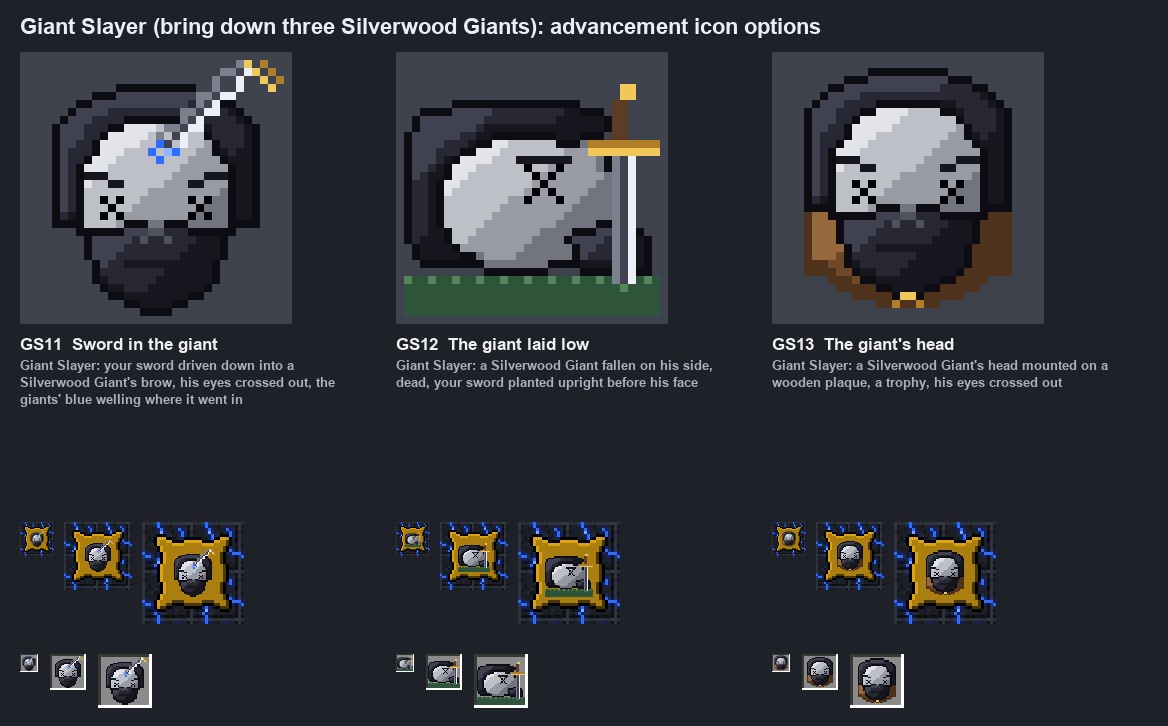 Giant Slayer (bring down three Silverwood Giants): advancement icon options
GS11 Sword in the giant
Giant Slayer: your sword driven down into a
Silverwood Giant's brow, his eyes crossed out, the
giants' blue welling where it went in
GS12 The giant laid low
Giant Slayer: a Silverwood Giant fallen on his side,
dead, your sword planted upright before his face
GS13 The giant's head
Giant Slayer: a Silverwood Giant's head mounted on a
wooden plaque, a trophy, his eyes crossed out